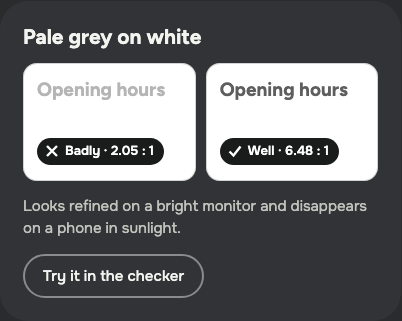 Pale grey on white
Opening hours
Badly · 2.05 : 1
Opening hours
Well · 6.48 : 1
Looks refined on a bright monitor and disappears
on a phone in sunlight.
Try it in the checker